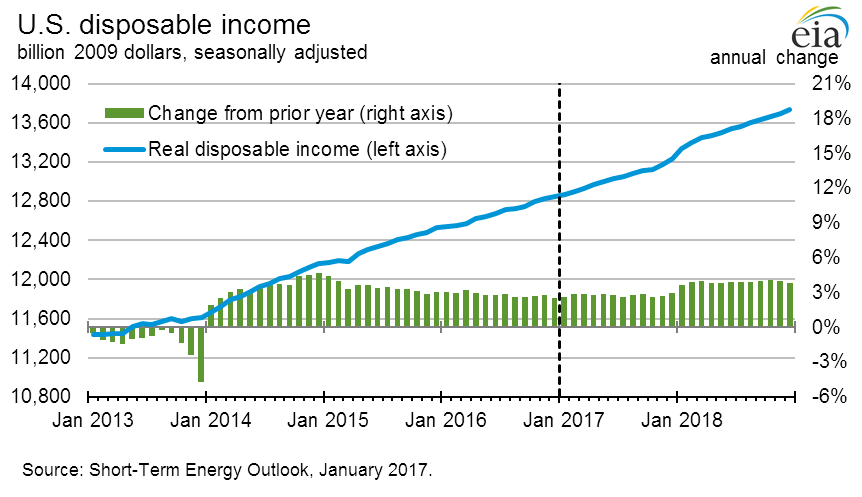 U.S. disposable income
billion 2009 dollars, seasonally adjusted
eia
annual change
14,000
13,600
13,200
12,800
12,400
12,000
11,600
11,200
10,800
Change from prior year (right axis)
Real disposable income (left axis)
21%
18%
15%
12%
9%
6%
3%
0%
-3%
-6%
Jan 2013 Jan 2014 Jan 2015 Jan 2016 Jan 2017 Jan 2018
Source: Short-Term Energy Outlook, January 2017.